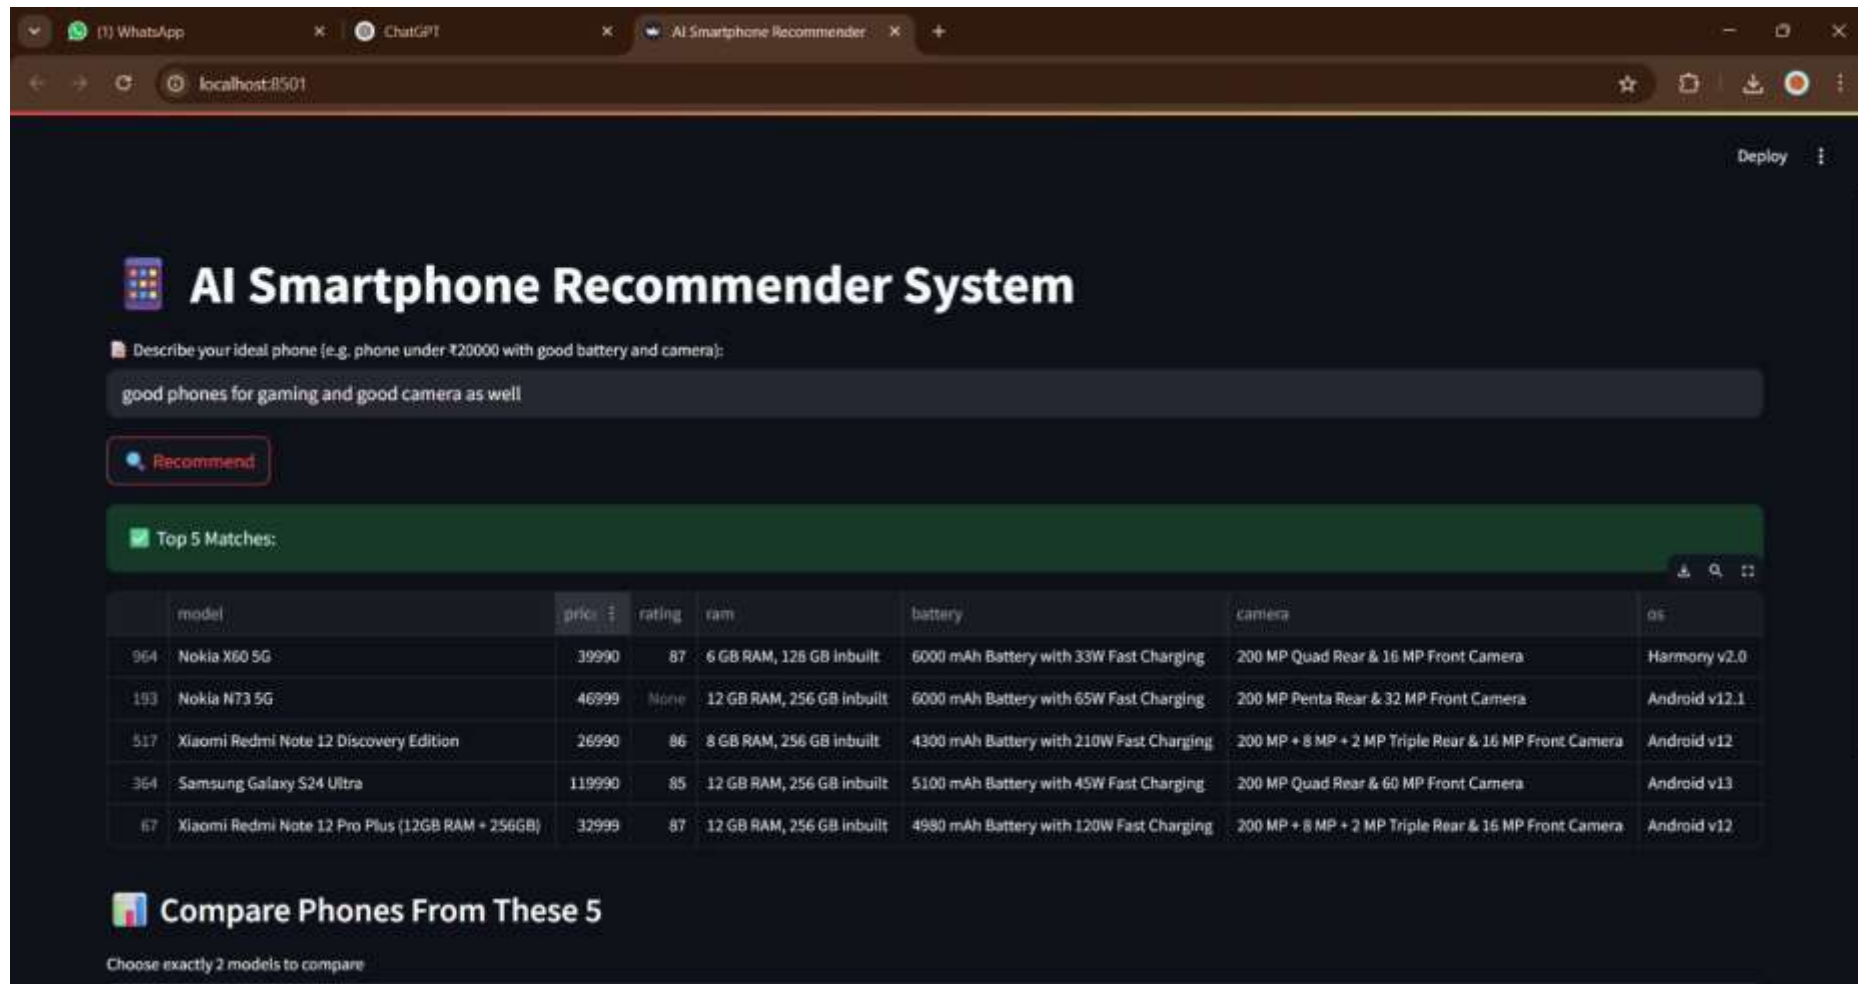 (1) WhatsApp
ChatGPT
AI Smartphone Recommender
localhost:8501
Deploy
AI Smartphone Recommender System
Describe your ideal phone (e.g. phone under ₹20000 with good battery and camera):
good phones for gaming and good camera as well
Recommend
Top 5 Matches:
model price rating ram battery camera os
964 Nokia X60 5G 39990 87 6 GB RAM, 128 GB inbuilt 6000 mAh Battery with 33W Fast Charging 200 MP Quad Rear & 16 MP Front Camera Harmony v2.0
193 Nokia N73 5G 46999 None 12 GB RAM, 256 GB inbuilt 6000 mAh Battery with 65W Fast Charging 200 MP Penta Rear & 32 MP Front Camera Android v12.1
517 Xiaomi Redmi Note 12 Discovery Edition 26990 86 8 GB RAM, 256 GB inbuilt 4300 mAh Battery with 210W Fast Charging 200 MP + 8 MP + 2 MP Triple Rear & 16 MP Front Camera Android v12
364 Samsung Galaxy S24 Ultra 119990 85 12 GB RAM, 256 GB inbuilt 5100 mAh Battery with 45W Fast Charging 200 MP Quad Rear & 60 MP Front Camera Android v13
67 Xiaomi Redmi Note 12 Pro Plus (12GB RAM + 256GB) 32999 87 12 GB RAM, 256 GB inbuilt 4980 mAh Battery with 120W Fast Charging 200 MP + 8 MP + 2 MP Triple Rear & 16 MP Front Camera Android v12
Compare Phones From These 5
Choose exactly 2 models to compare